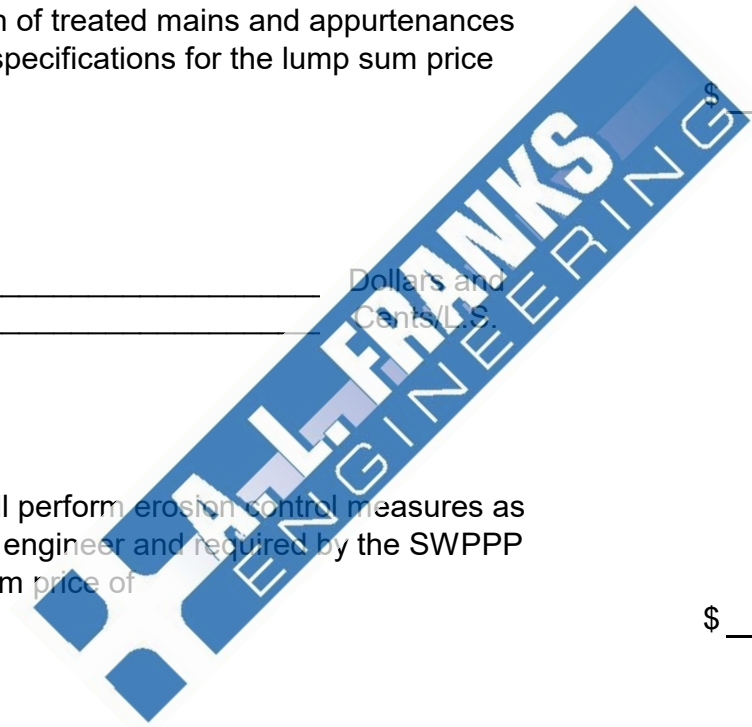 n of treated mains and appurtenances
specifications for the lump sum price
$
Dollars and
Cents/L.S.
A. L. FRANKS
ENGINEERING
ll perform erosion control measures as
engineer and required by the SWPPP
m price of
$